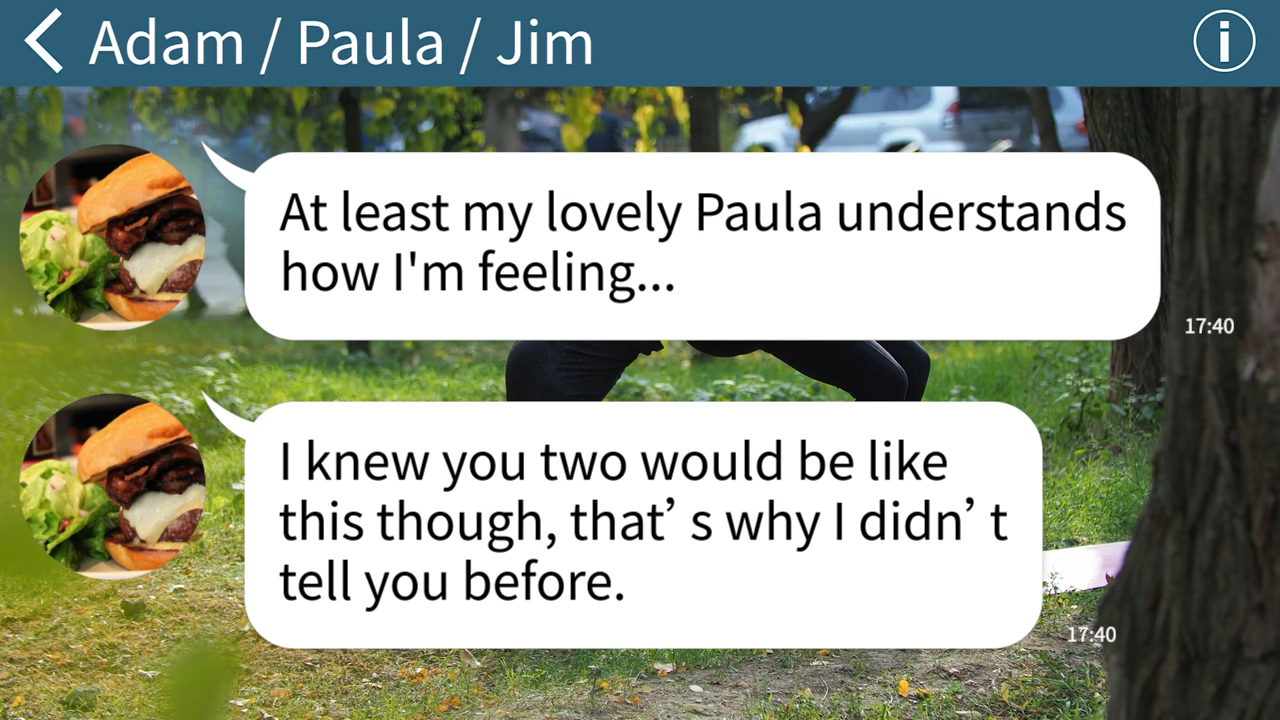 Adam / Paula / Jim
At least my lovely Paula understands
how I'm feeling...
17:40
I knew you two would be like
this though, that’s why I didn’t
tell you before.
17:40